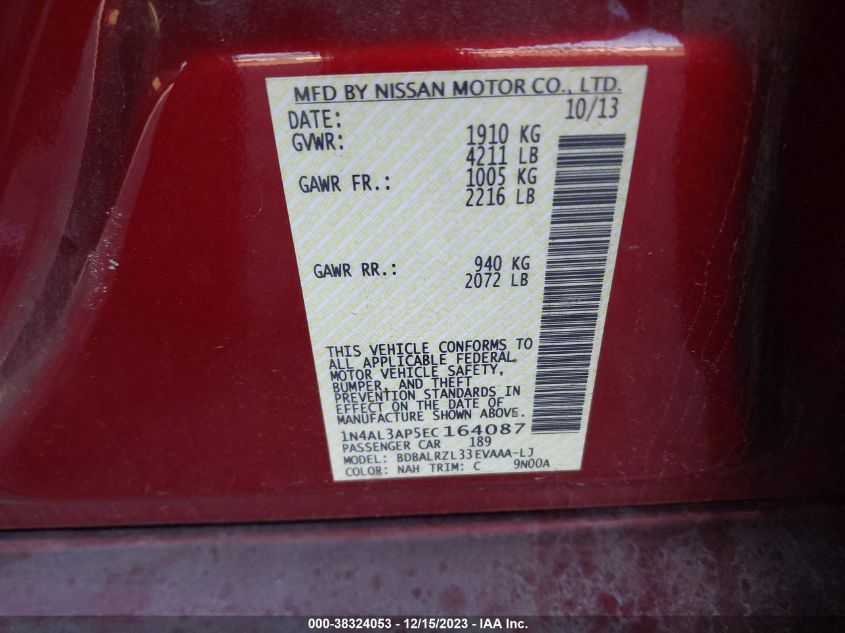 MFD BY NISSAN MOTOR CO., LTD.
DATE: 10/13
GVWR: 1910 KG
4211 LB
GAWR FR.: 1005 KG
2216 LB
GAWR RR.: 940 KG
2072 LB
THIS VEHICLE CONFORMS TO
ALL APPLICABLE FEDERAL
MOTOR VEHICLE SAFETY,
BUMPER, AND THEFT
PREVENTION STANDARDS IN
EFFECT ON THE DATE OF
MANUFACTURE SHOWN ABOVE.
1N4AL3AP5EC164087
PASSENGER CAR 189
MODEL: BDBALRZL33EVAAA-LJ
COLOR: NAH TRIM: C 9N00A
000-38324053 - 12/15/2023 - IAA Inc.